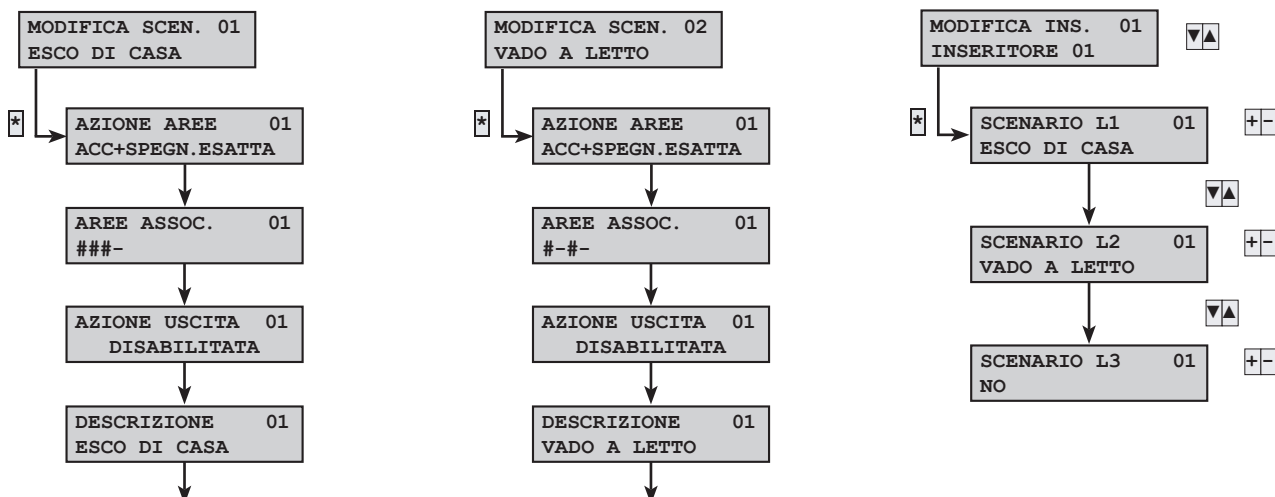 MODIFICA SCEN. 01
ESCO DI CASA
*
AZIONE AREE 01
ACC+SPEGN.ESATTA
AREE ASSOC. 01
###-
AZIONE USCITA 01
DISABILITATA
DESCRIZIONE 01
ESCO DI CASA
MODIFICA SCEN. 02
VADO A LETTO
*
AZIONE AREE 01
ACC+SPEGN.ESATTA
AREE ASSOC. 01
#-#-
AZIONE USCITA 01
DISABILITATA
DESCRIZIONE 01
VADO A LETTO
MODIFICA INS. 01
INSERITORE 01
▼▲
*
SCENARIO L1 01
ESCO DI CASA
+-
▼▲
SCENARIO L2 01
VADO A LETTO
+-
▼▲
SCENARIO L3 01
NO
+-